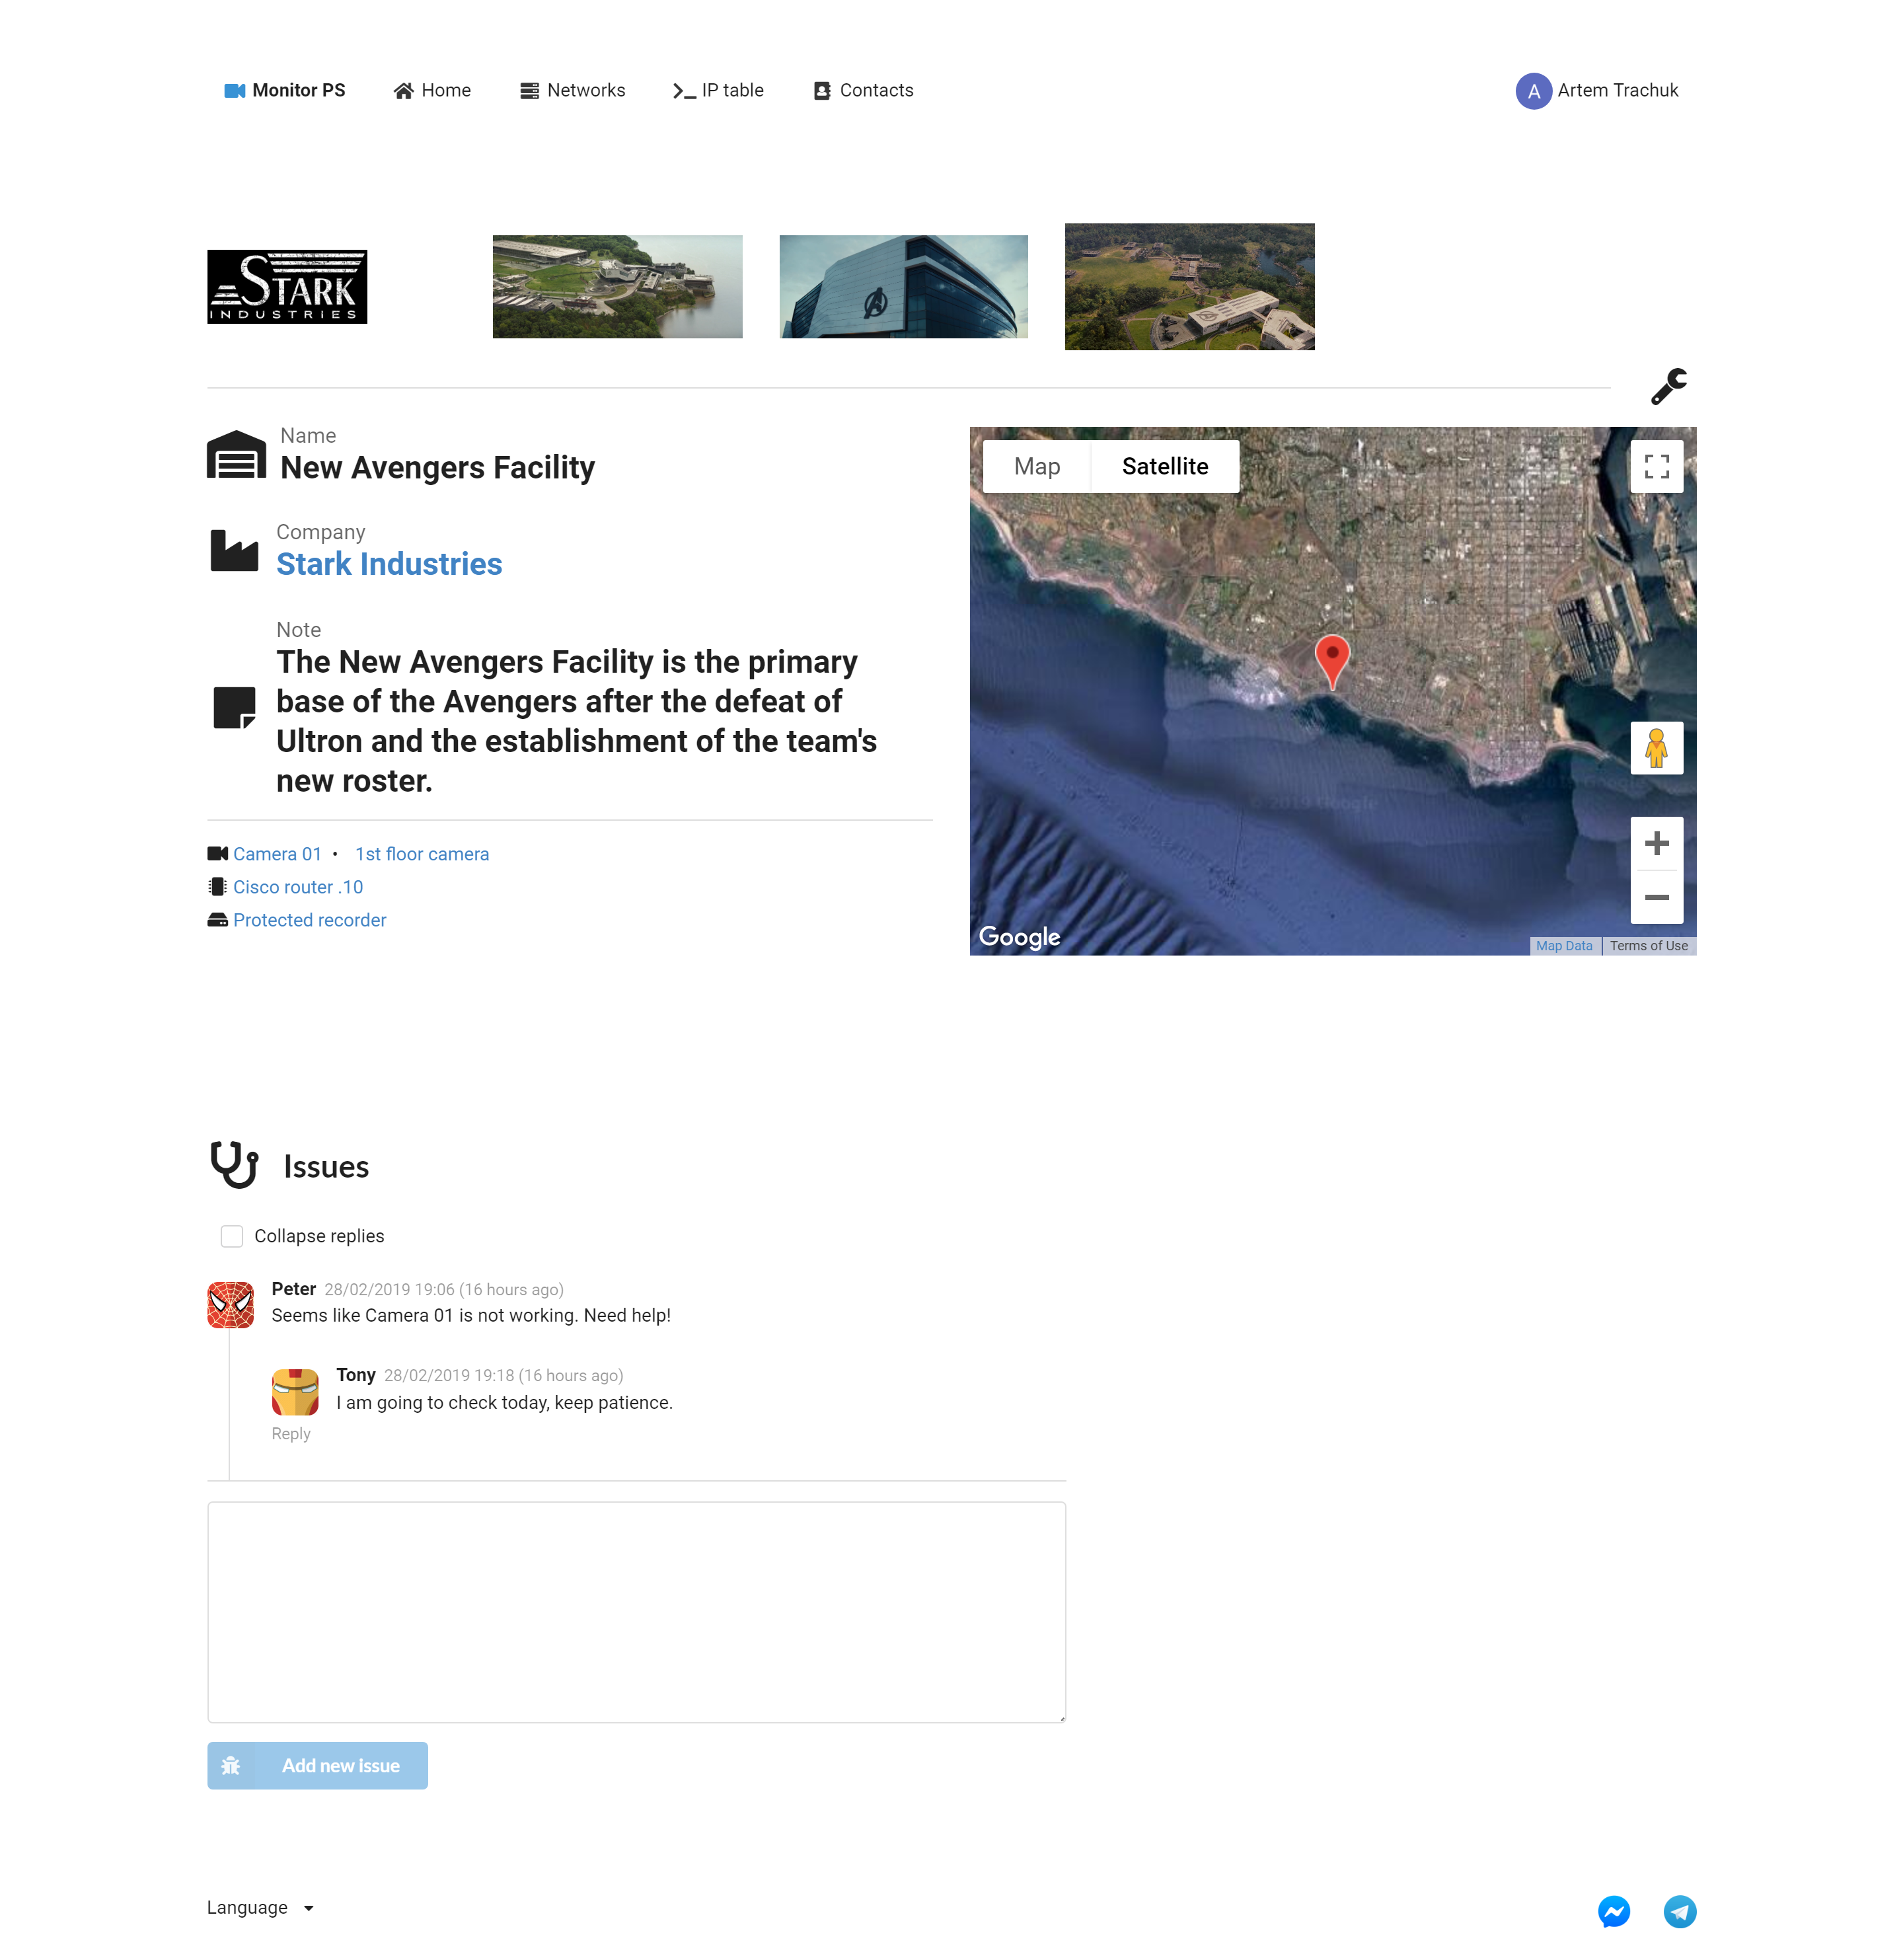 Monitor PS
Home
Networks
IP table
Contacts
A
Artem Trachuk
STARK
INDUSTRIES
Name
New Avengers Facility
Company
Stark Industries
Note
The New Avengers Facility is the primary
base of the Avengers after the defeat of
Ultron and the establishment of the team's
new roster.
Camera 01 • 1st floor camera
Cisco router .10
Protected recorder
Map
Satellite
© 2019 Google
Google
Map Data
Terms of Use
Issues
Collapse replies
Peter 28/02/2019 19:06 (16 hours ago)
Seems like Camera 01 is not working. Need help!
Tony 28/02/2019 19:18 (16 hours ago)
I am going to check today, keep patience.
Reply
Add new issue
Language